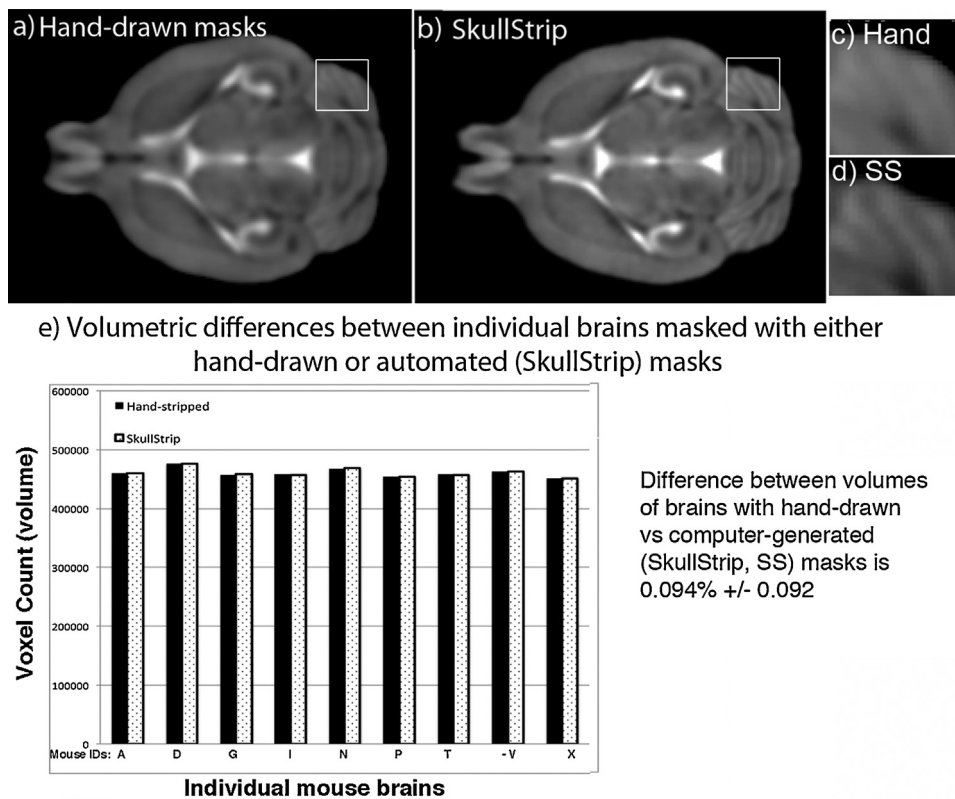 a) Hand-drawn masks
b) SkullStrip
c) Hand
d) SS
e) Volumetric differences between individual brains masked with either
hand-drawn or automated (SkullStrip) masks
Voxel Count (volume)
600000
500000
400000
300000
200000
100000
0
Hand-stripped
SkullStrip
Mouse IDs: A D G I N P T -V X
Individual mouse brains
Difference between volumes
of brains with hand-drawn
vs computer-generated
(SkullStrip, SS) masks is
0.094% +/- 0.092